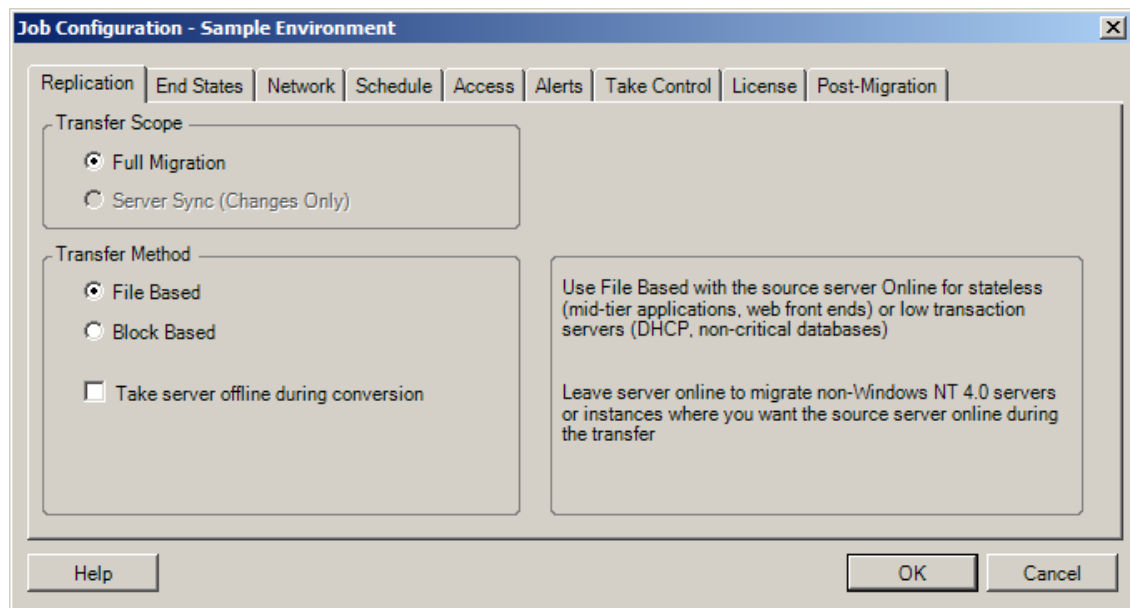 Job Configuration - Sample Environment
Replication End States Network Schedule Access Alerts Take Control License Post-Migration
Transfer Scope
Full Migration
Server Sync (Changes Only)
Transfer Method
File Based
Block Based
Take server offline during conversion
Use File Based with the source server Online for stateless
(mid-tier applications, web front ends) or low transaction
servers (DHCP, non-critical databases)
Leave server online to migrate non-Windows NT 4.0 servers
or instances where you want the source server online during
the transfer
Help OK Cancel